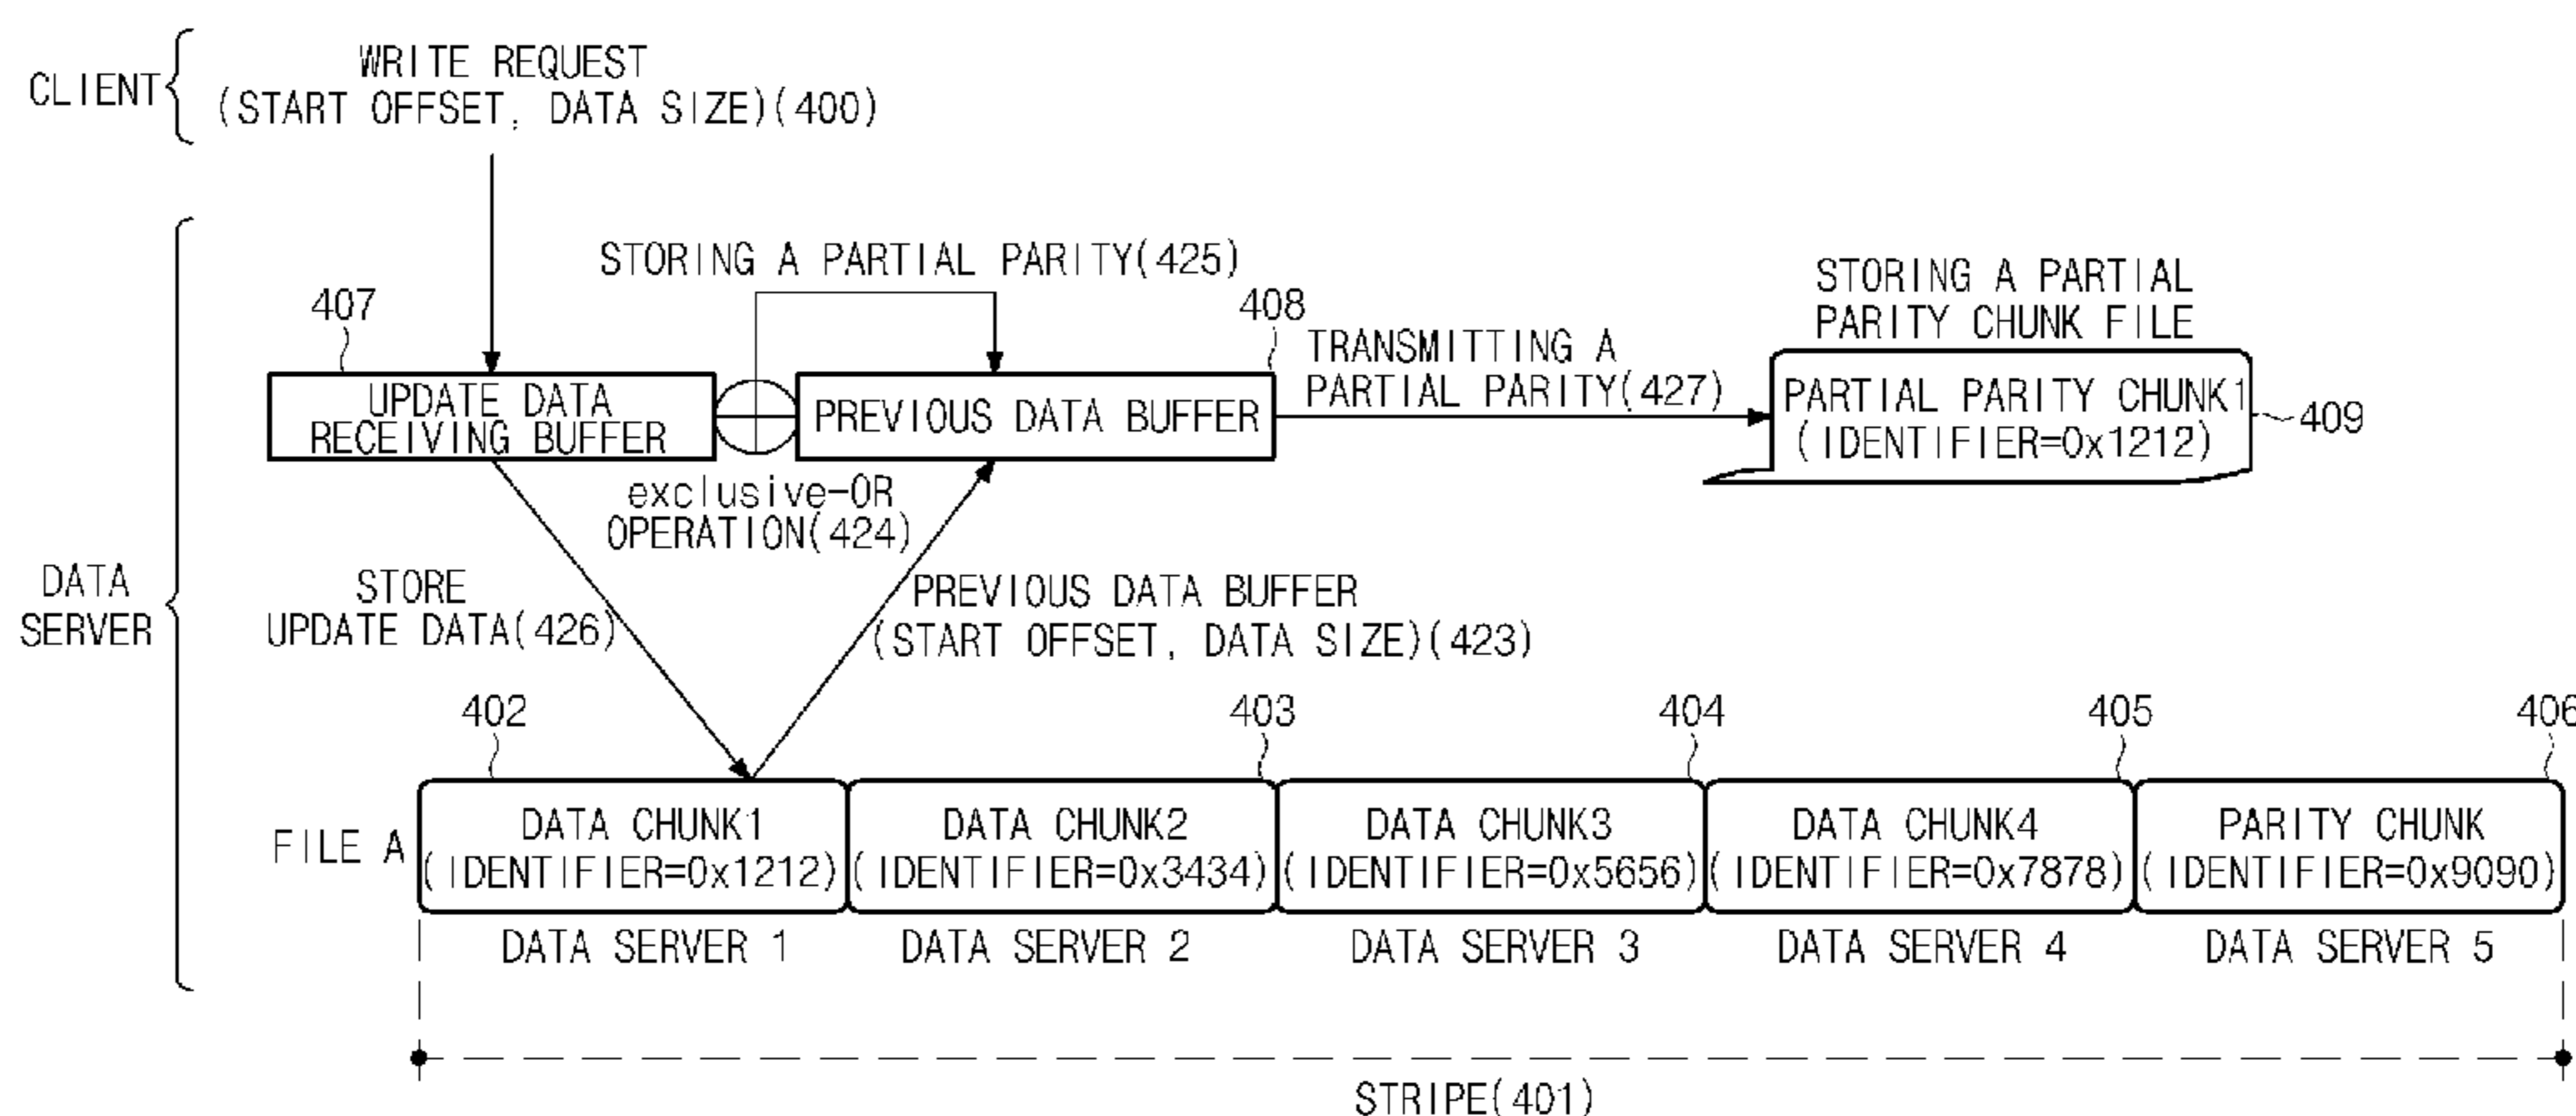 CLIENT
WRITE REQUEST
(START OFFSET, DATA SIZE)(400)
STORING A PARTIAL PARITY(425)
STORING A PARTIAL
PARITY CHUNK FILE
407
408
TRANSMITTING A
PARTIAL PARITY(427)
UPDATE DATA
RECEIVING BUFFER
PREVIOUS DATA BUFFER
PARTIAL PARITY CHUNK1
(IDENTIFIER=0x1212)
409
exclusive-OR
OPERATION(424)
DATA
SERVER
STORE
UPDATE DATA(426)
PREVIOUS DATA BUFFER
(START OFFSET, DATA SIZE)(423)
402
403
404
405
406
FILE A
DATA CHUNK1
(IDENTIFIER=0x1212)
DATA CHUNK2
(IDENTIFIER=0x3434)
DATA CHUNK3
(IDENTIFIER=0x5656)
DATA CHUNK4
(IDENTIFIER=0x7878)
PARITY CHUNK
(IDENTIFIER=0x9090)
DATA SERVER 1
DATA SERVER 2
DATA SERVER 3
DATA SERVER 4
DATA SERVER 5
STRIPE(401)